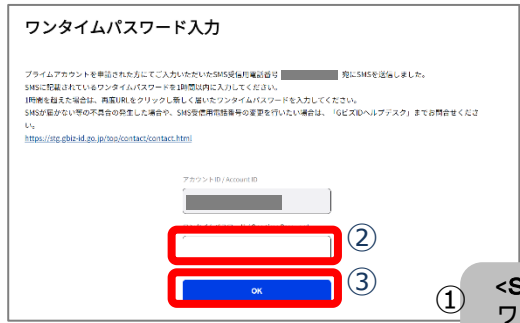 ワンタイムパスワード入力
プライムアカウントを申請された方にてご入力いただいたSMS受信用電話番号 宛にSMSを送信しました。
SMSに記載されているワンタイムパスワードを1時間以内に入力してください。
1時間を超えた場合は、再度URLをクリックし新しく届いたワンタイムパスワードを入力してください。
SMSが届かない等の不具合の発生した場合や、SMS受信用電話番号の変更を行いたい場合は、「GビズIDヘルプデスク」までお問合せくださ
い。
https://stg.gbiz-id.go.jp/top/contact/contact.html
アカウントID / Account ID
②
OK
③
①
<S
ワ